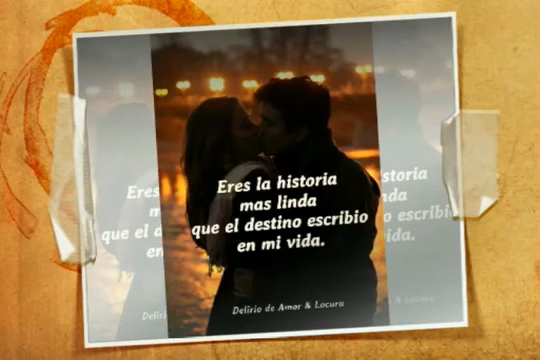 Eres la historia
mas linda
que el destino escribio
en mi vida.
Delirio de Amor & Locura